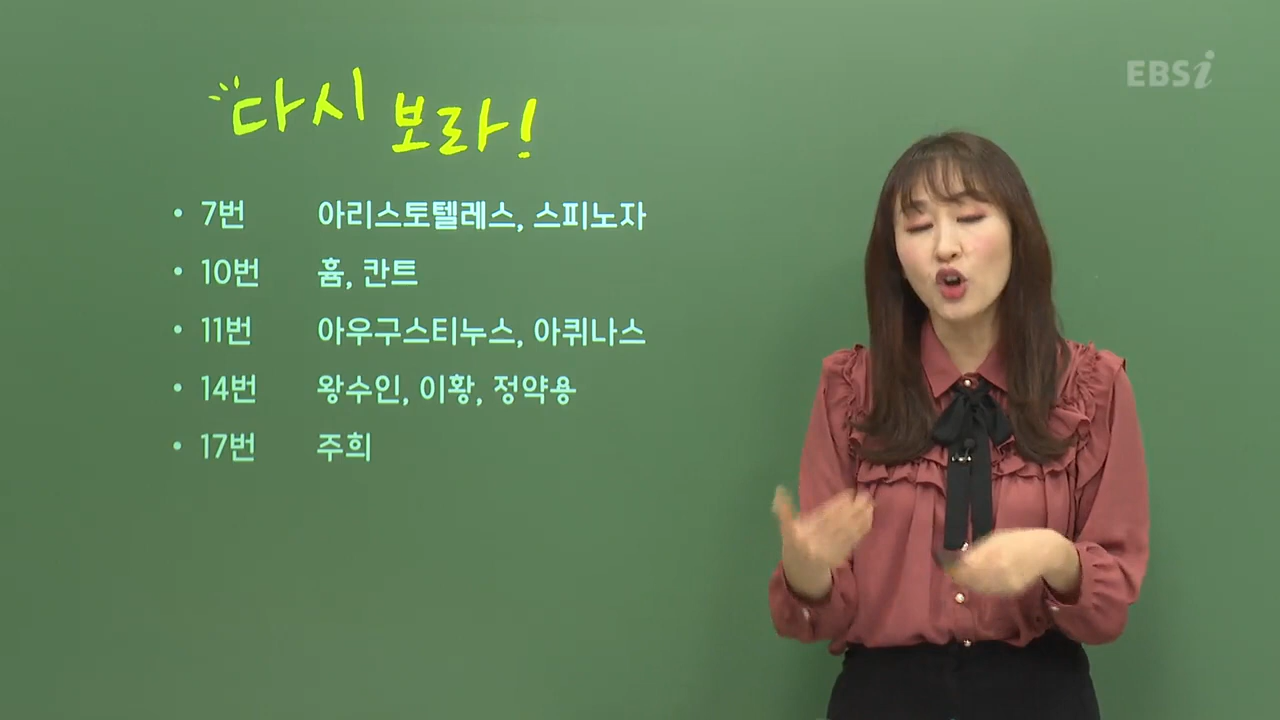 다시 보라!
EBSi
• 7번 아리스토텔레스, 스피노자
• 10번 흄, 칸트
• 11번 아우구스티누스, 아퀴나스
• 14번 왕수인, 이황, 정약용
• 17번 주희